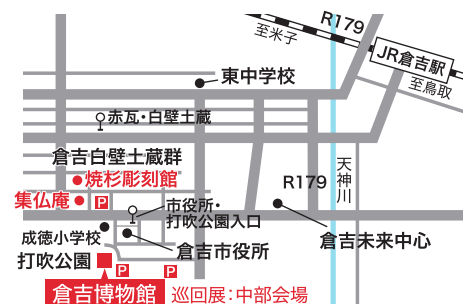 R179
至米子
JR倉吉駅
至鳥取
東中学校
赤瓦・白壁土蔵
倉吉白壁土蔵群
焼杉彫刻館
集仏庵
P
市役所・
打吹公園入口
R179
天神川
成徳小学校
倉吉市役所
倉吉未来中心
打吹公園
P
P
倉吉博物館
巡回展：中部会場